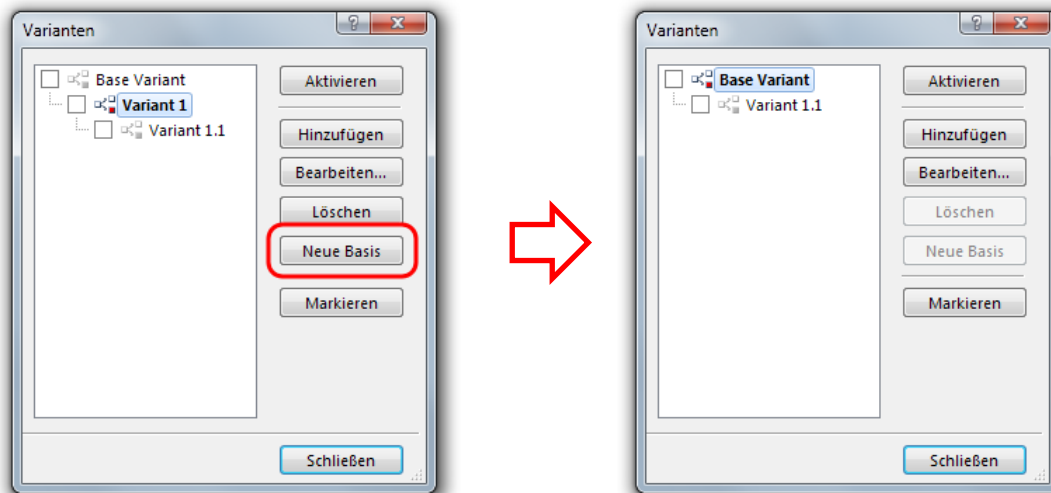 Varianten
Base Variant
Variant 1
Variant 1.1
Aktivieren
Hinzufügen
Bearbeiten...
Löschen
Neue Basis
Markieren
Schließen
Varianten
Base Variant
Variant 1.1
Aktivieren
Hinzufügen
Bearbeiten...
Löschen
Neue Basis
Markieren
Schließen